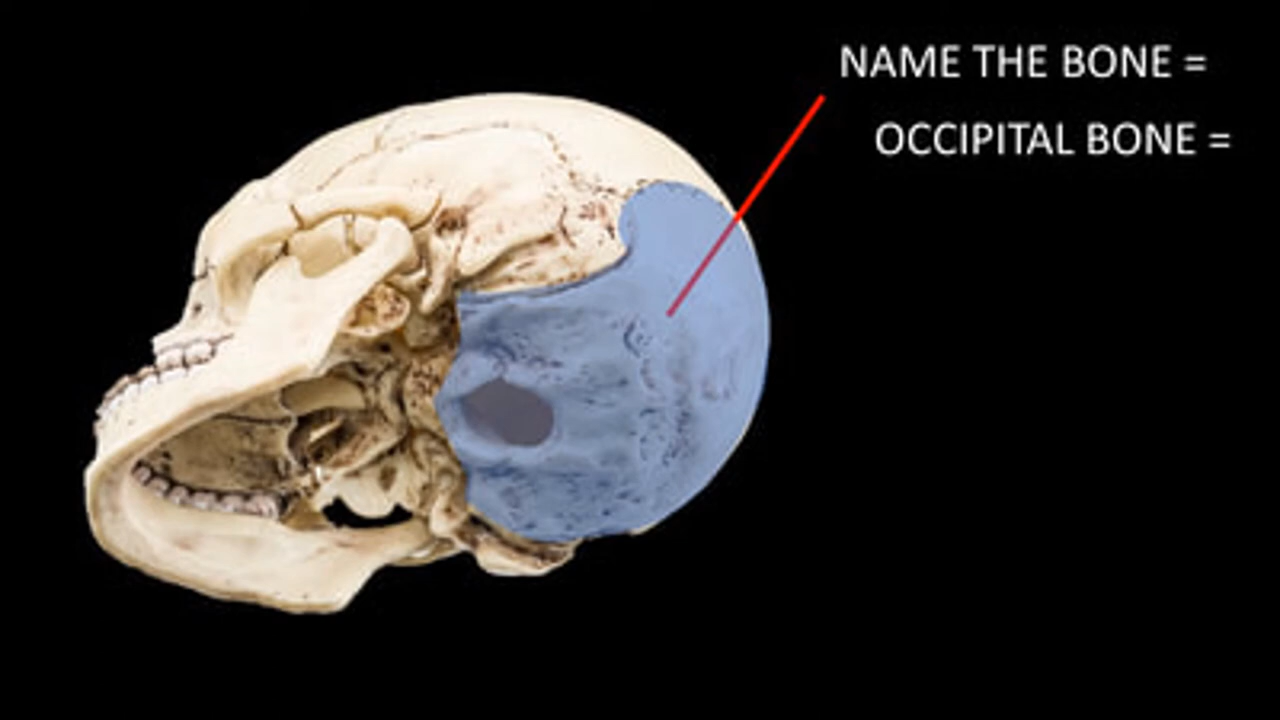 NAME THE BONE =
OCCIPITAL BONE =